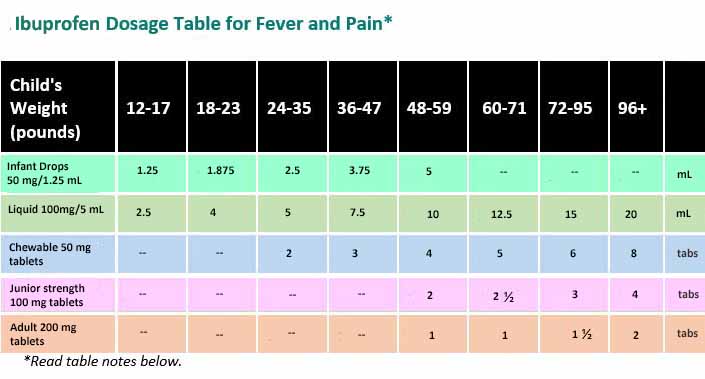 Ibuprofen Dosage Table for Fever and Pain*
Child's Weight (pounds) 12-17 18-23 24-35 36-47 48-59 60-71 72-95 96+
Infant Drops 50 mg/1.25 mL 1.25 1.875 2.5 3.75 5 -- -- -- mL
Liquid 100mg/5 mL 2.5 4 5 7.5 10 12.5 15 20 mL
Chewable 50 mg tablets -- -- 2 3 4 5 6 8 tabs
Junior strength 100 mg tablets -- -- -- -- 2 2 ½ 3 4 tabs
Adult 200 mg tablets -- -- -- -- 1 1 1 ½ 2 tabs
*Read table notes below.